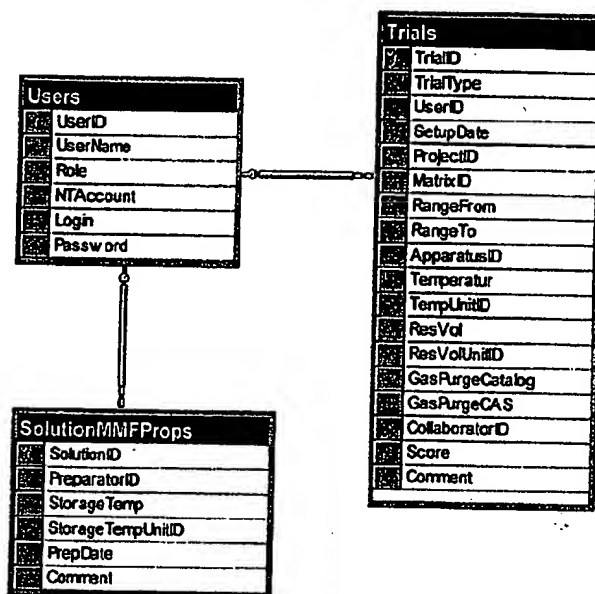 Trials
TrialID
TrialType
UserID
SetupDate
ProjectID
MatrixID
RangeFrom
RangeTo
ApparatusID
Temperatur
TempUnitID
ResVol
ResVolUnitID
GasPurgeCatalog
GasPurgeCAS
CollaboratorID
Score
Comment
Users
UserID
UserName
Role
NTAccount
Login
Password
SolutionMMFProps
SolutionID
PreparatorID
StorageTemp
StorageTempUnitID
PrepDate
Comment